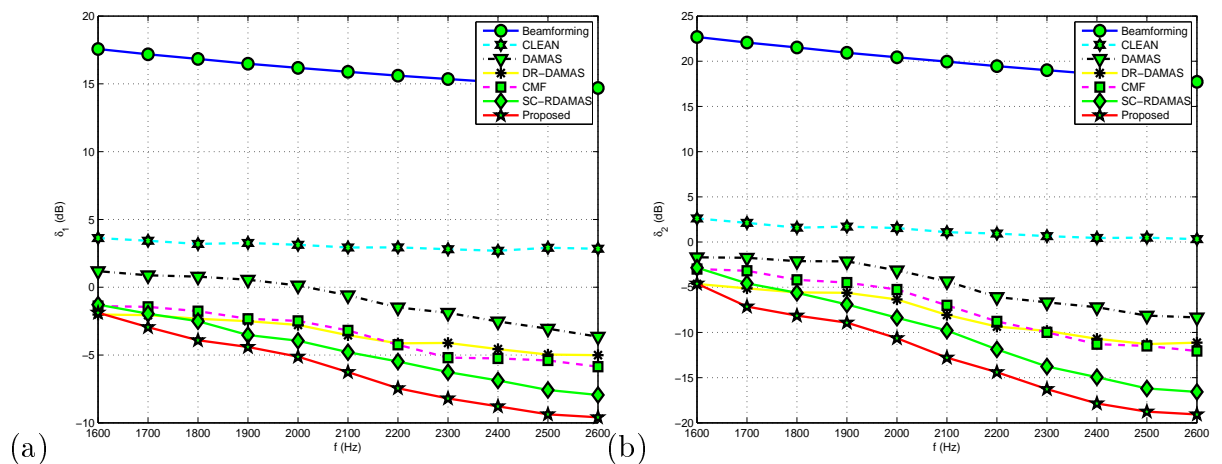 20
15
10
5
0
−5
−10
δ1 (dB)
1600 1700 1800 1900 2000 2100 2200 2300 2400 2500 2600
f (Hz)
Beamforming
CLEAN
DAMAS
DR−DAMAS
CMF
SC−RDAMAS
Proposed
(a)
25
20
15
10
5
0
−5
−10
−15
−20
δ2 (dB)
1600 1700 1800 1900 2000 2100 2200 2300 2400 2500 2600
f (Hz)
Beamforming
CLEAN
DAMAS
DR−DAMAS
CMF
SC−RDAMAS
Proposed
(b)